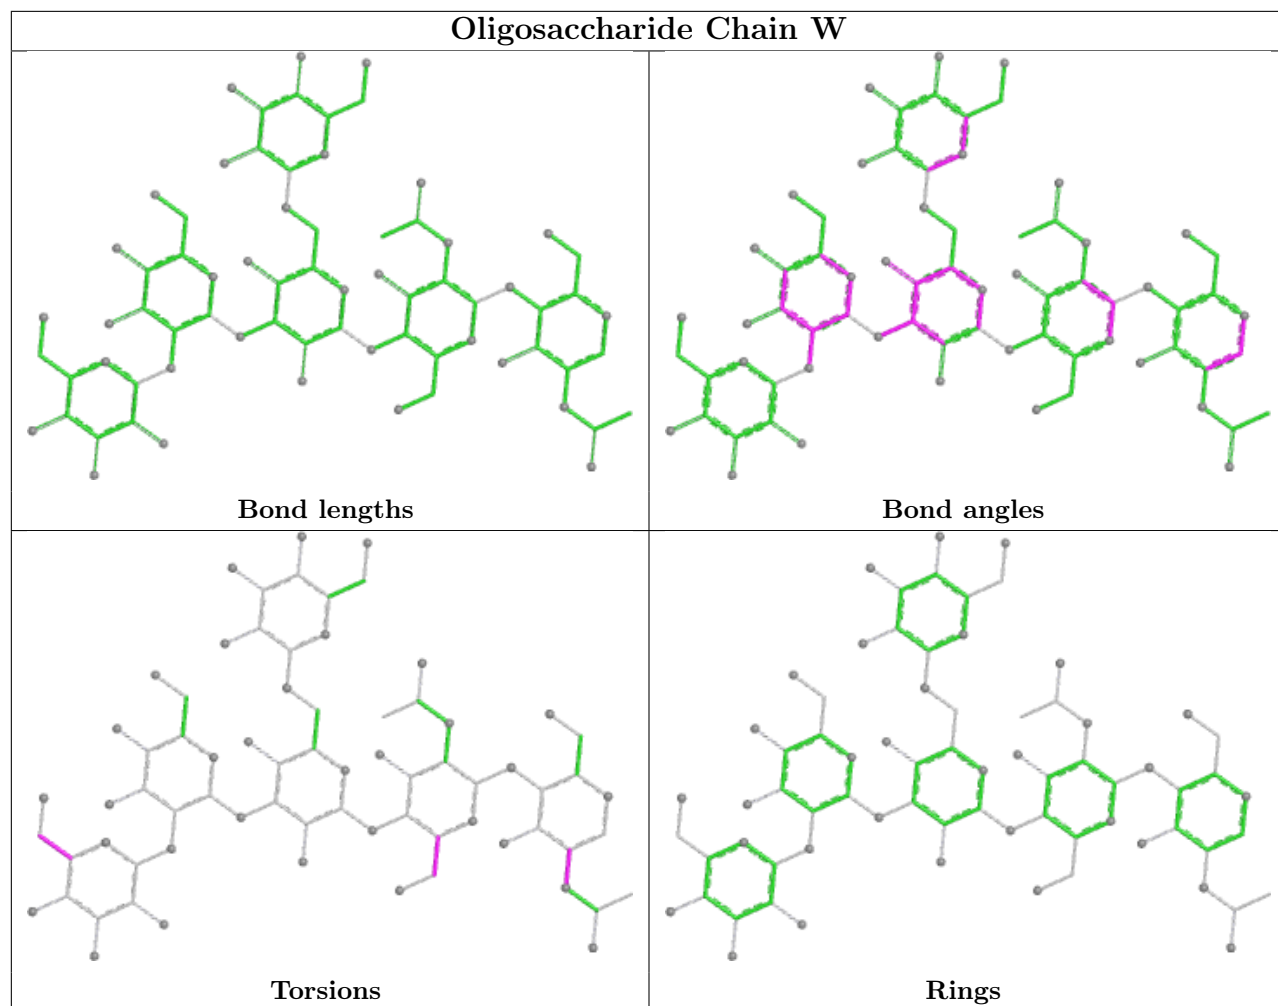 Oligosaccharide Chain W
Bond lengths
Bond angles
Torsions
Rings